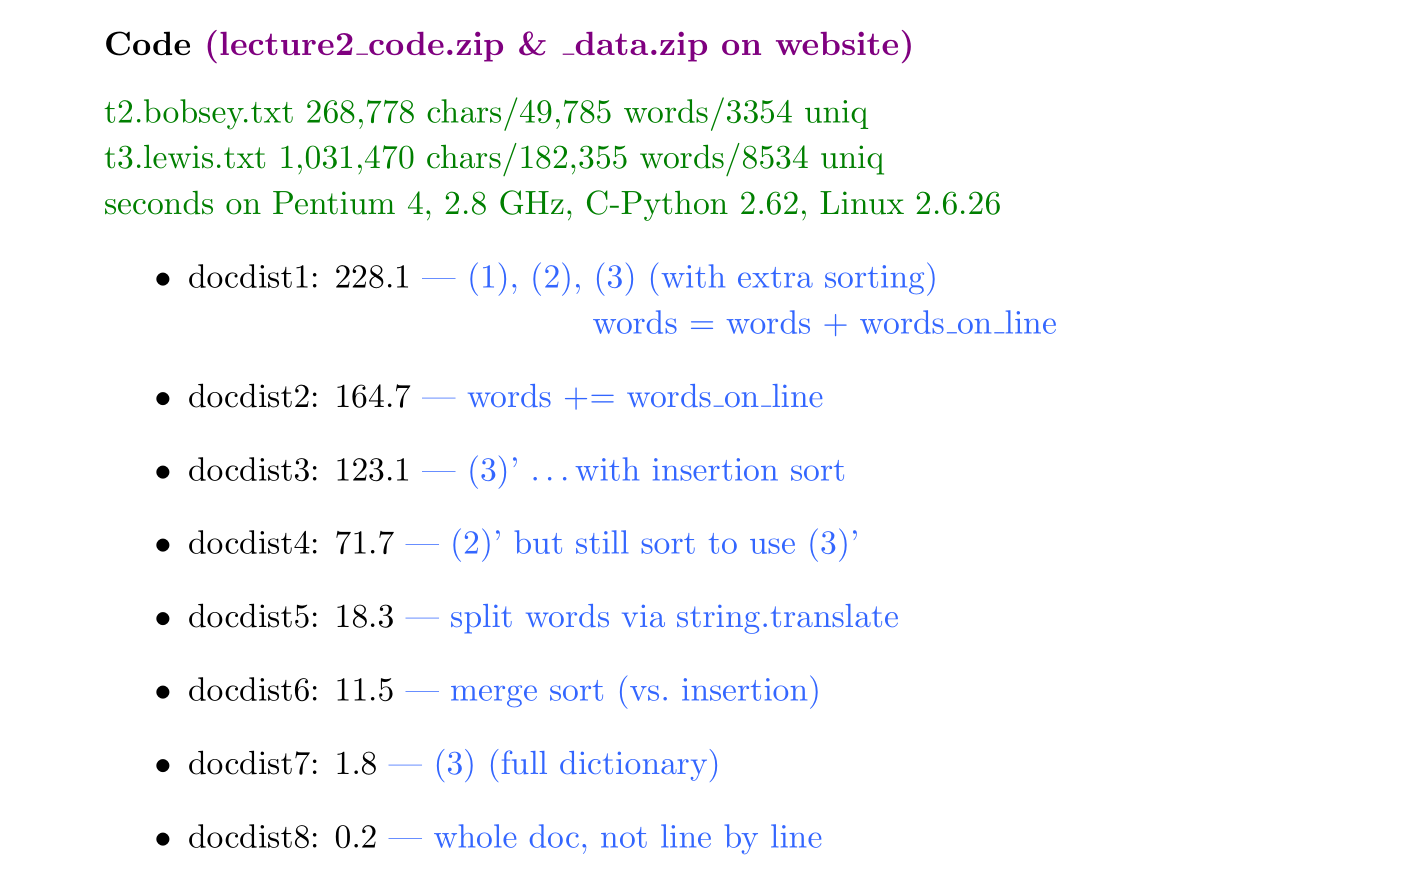 Code (lecture2_code.zip & _data.zip on website)
t2.bobsey.txt 268,778 chars/49,785 words/3354 uniq
t3.lewis.txt 1,031,470 chars/182,355 words/8534 uniq
seconds on Pentium 4, 2.8 GHz, C-Python 2.62, Linux 2.6.26
• docdist1: 228.1 — (1), (2), (3) (with extra sorting)
words = words + words_on_line
• docdist2: 164.7 — words += words_on_line
• docdist3: 123.1 — (3)’ ...with insertion sort
• docdist4: 71.7 — (2)’ but still sort to use (3)’
• docdist5: 18.3 — split words via string.translate
• docdist6: 11.5 — merge sort (vs. insertion)
• docdist7: 1.8 — (3) (full dictionary)
• docdist8: 0.2 — whole doc, not line by line